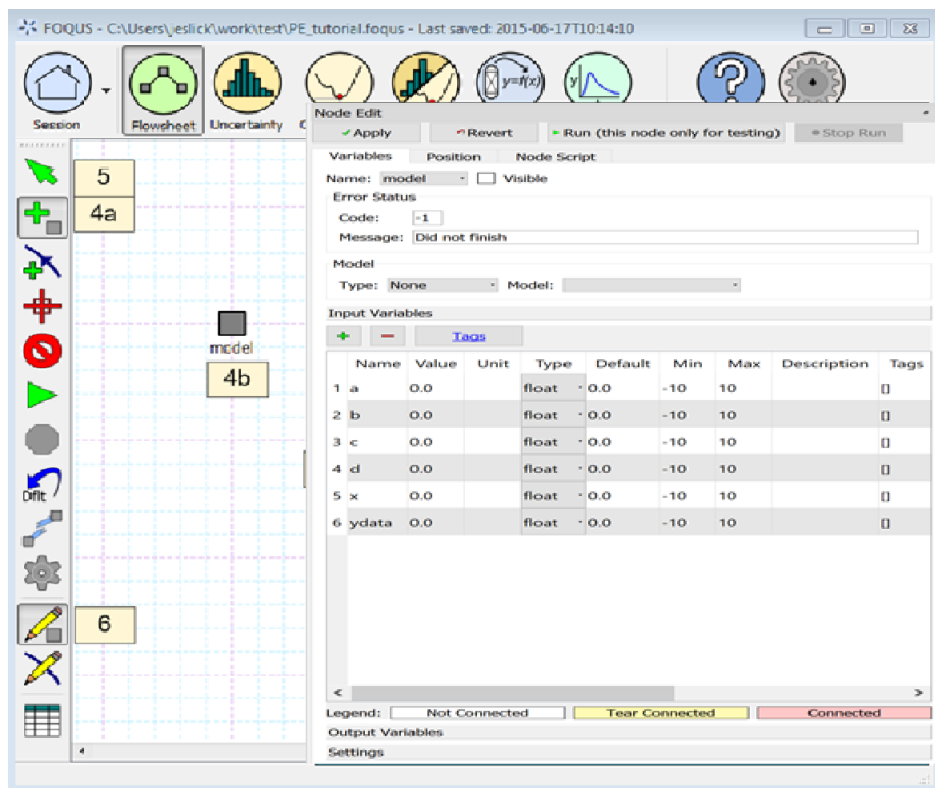 FOQUS - C:\Users\jeslick\work\test\PE_tutorial.foqus - Last saved: 2015-06-17T10:14:10
y=f(x) y ?
Session Flowsheet Uncertainty
Node Edit
Apply Revert Run (this node only for testing) Stop Run
Variables Position Node Script
Name: model Visible
Error Status
Code: -1
Message: Did not finish
Model
Type: None Model:
Input Variables
+ − Tags
Name Value Unit Type Default Min Max Description Tags
1 a 0.0 float 0.0 -10 10 []
2 b 0.0 float 0.0 -10 10 []
3 c 0.0 float 0.0 -10 10 []
4 d 0.0 float 0.0 -10 10 []
5 x 0.0 float 0.0 -10 10 []
6 ydata 0.0 float 0.0 -10 10 []
Legend: Not Connected Tear Connected Connected
Output Variables
Settings
5
4a
model
4b
Dflt
6